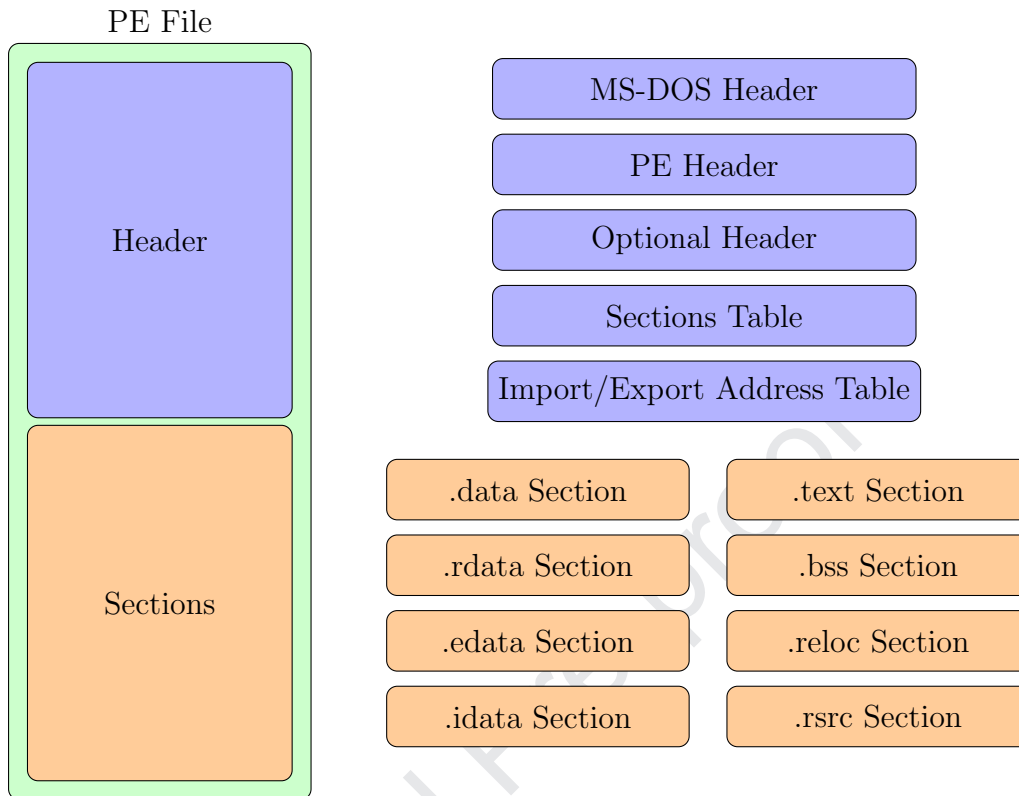 PE File
Header
Sections
MS-DOS Header
PE Header
Optional Header
Sections Table
Import/Export Address Table
.data Section
.text Section
.rdata Section
.bss Section
.edata Section
.reloc Section
.idata Section
.rsrc Section